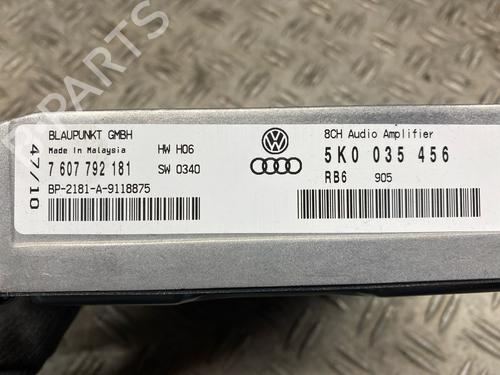 BLAUPUNKT GMBH
Made in Malaysia
HW H06
7 607 792 181
SW 0340
BP-2181-A-9118875
47/10
8CH Audio Amplifier
5K0 035 456
RB6 905
B-PARTS